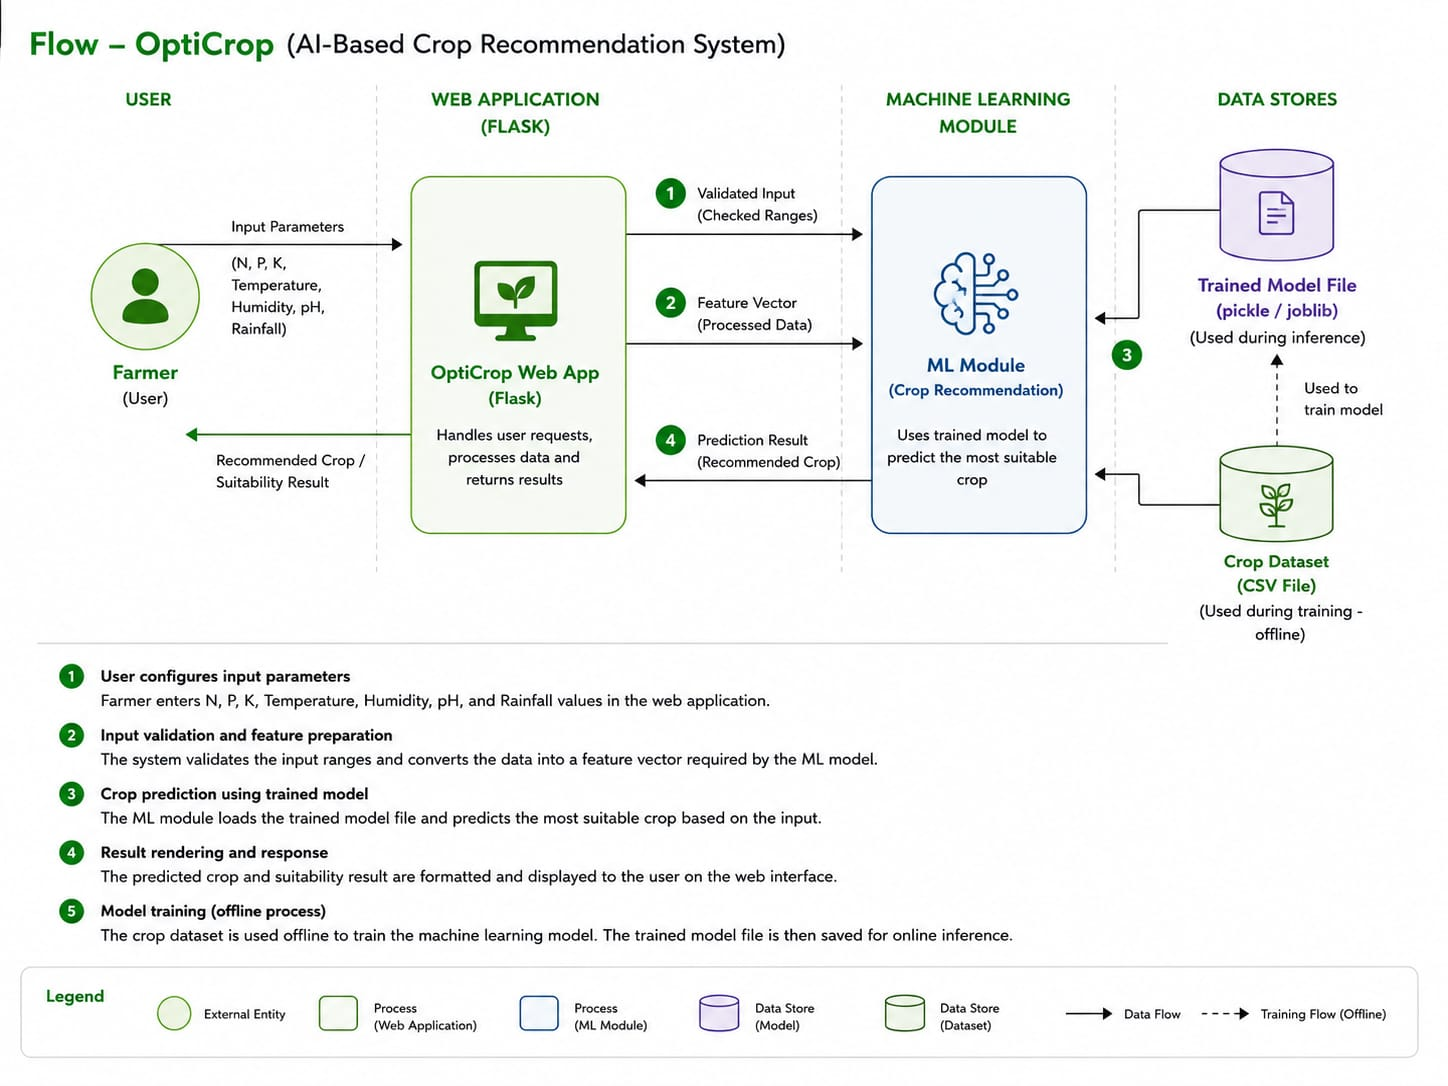 Flow – OptiCrop (AI-Based Crop Recommendation System)
USER
WEB APPLICATION
(FLASK)
MACHINE LEARNING
MODULE
DATA STORES
Input Parameters
(N, P, K,
Temperature,
Humidity, pH,
Rainfall)
Farmer
(User)
Recommended Crop /
Suitability Result
OptiCrop Web App
(Flask)
Handles user requests,
processes data and
returns results
1
Validated Input
(Checked Ranges)
2
Feature Vector
(Processed Data)
4
Prediction Result
(Recommended Crop)
ML Module
(Crop Recommendation)
Uses trained model to
predict the most suitable
crop
3
Trained Model File
(pickle / joblib)
(Used during inference)
Used to
train model
Crop Dataset
(CSV File)
(Used during training -
offline)
1 User configures input parameters
Farmer enters N, P, K, Temperature, Humidity, pH, and Rainfall values in the web application.
2 Input validation and feature preparation
The system validates the input ranges and converts the data into a feature vector required by the ML model.
3 Crop prediction using trained model
The ML module loads the trained model file and predicts the most suitable crop based on the input.
4 Result rendering and response
The predicted crop and suitability result are formatted and displayed to the user on the web interface.
5 Model training (offline process)
The crop dataset is used offline to train the machine learning model. The trained model file is then saved for online inference.
Legend
External Entity
Process
(Web Application)
Process
(ML Module)
Data Store
(Model)
Data Store
(Dataset)
Data Flow
Training Flow (Offline)